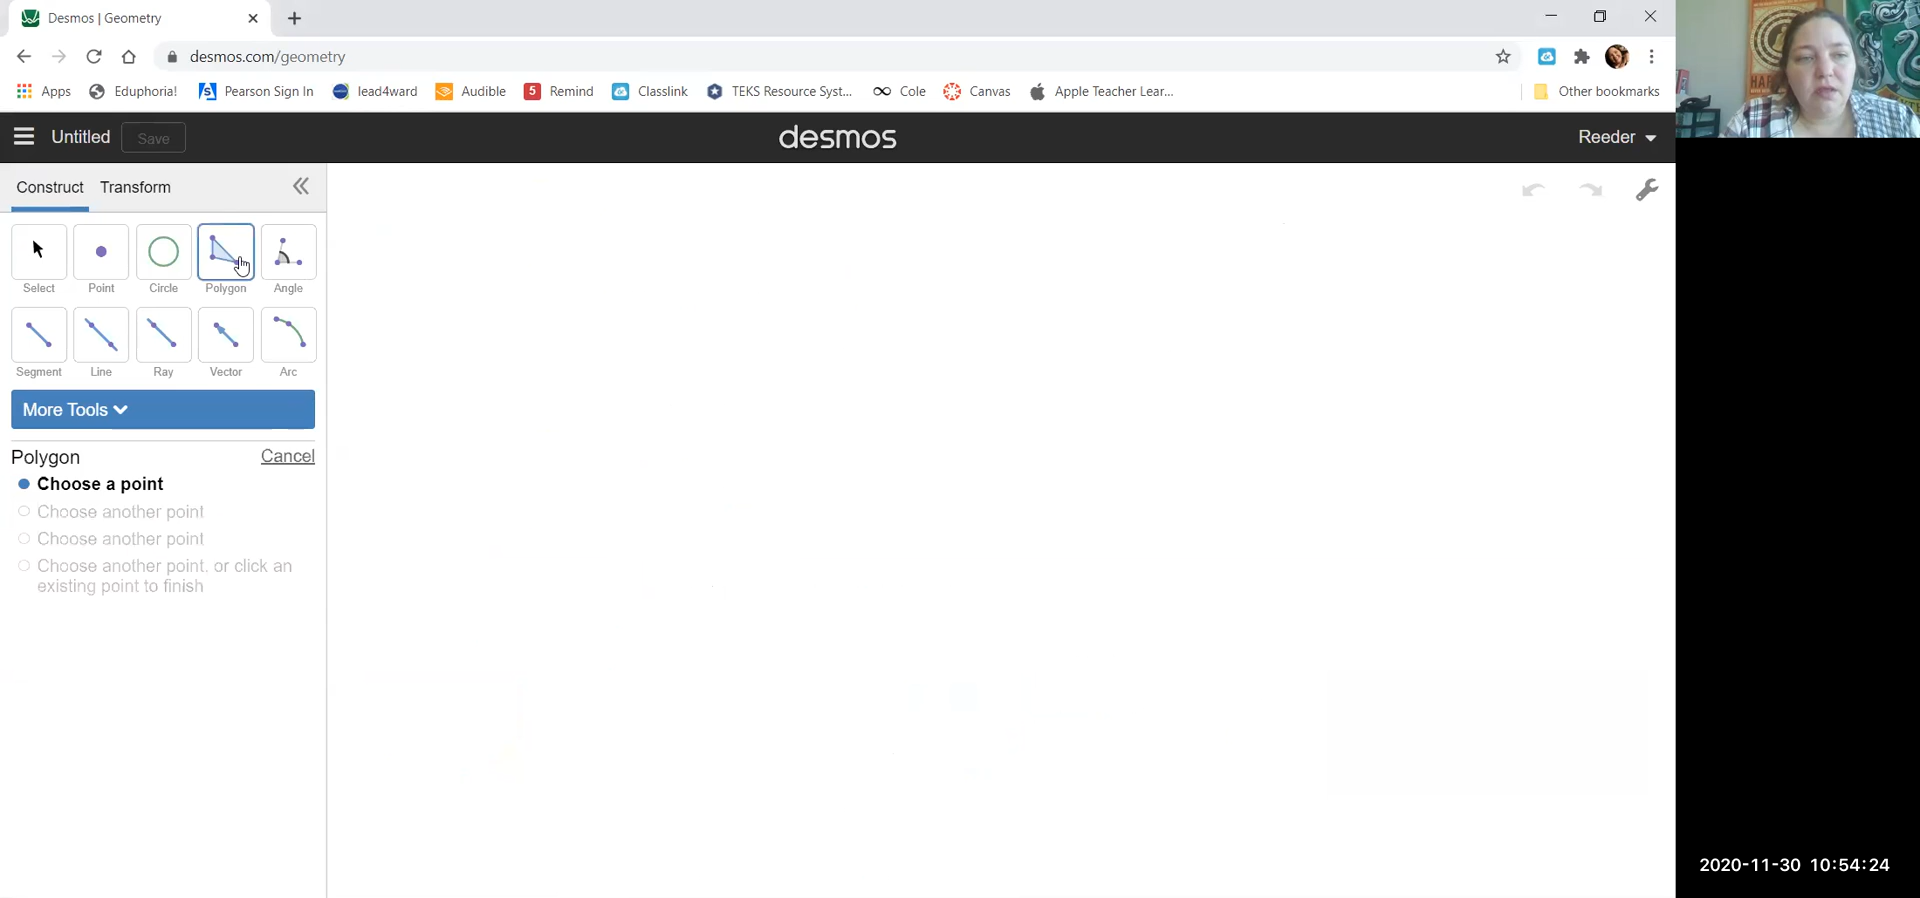 Desmos | Geometry
desmos.com/geometry
Apps Eduphoria! Pearson Sign In lead4ward Audible 5 Remind Classlink TEKS Resource Syst... Cole Canvas Apple Teacher Lear... Other bookmarks
Untitled Save desmos Reeder
Construct Transform
Select Point Circle Polygon Angle
Segment Line Ray Vector Arc
More Tools
Polygon Cancel
Choose a point
Choose another point
Choose another point
Choose another point, or click an
existing point to finish
2020-11-30 10:54:24